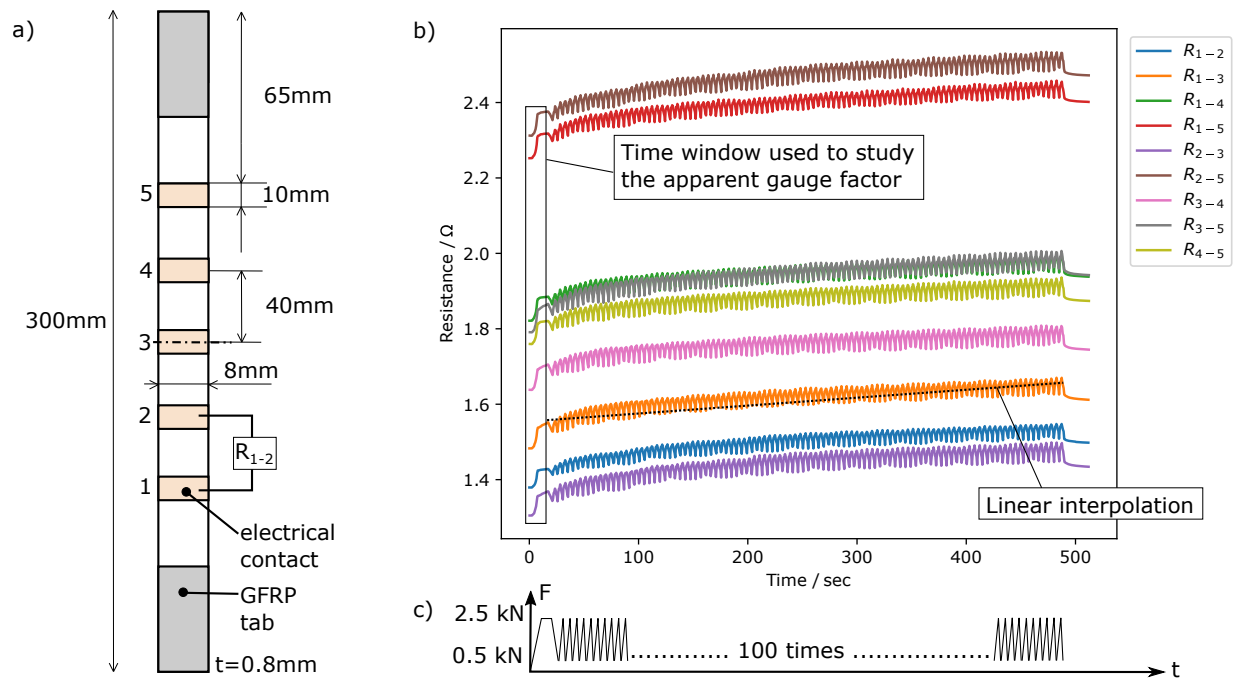 a)
300mm
65mm
5
10mm
4
40mm
3
8mm
2
R1-2
1
electrical
contact
GFRP
tab
t=0.8mm
b)
Resistance / Ω
2.4
2.2
2.0
1.8
1.6
1.4
0
100
200
300
400
500
Time / sec
Time window used to study
the apparent gauge factor
Linear interpolation
R1−2
R1−3
R1−4
R1−5
R2−3
R2−5
R3−4
R3−5
R4−5
c)
F
2.5 kN
0.5 kN
100 times
t